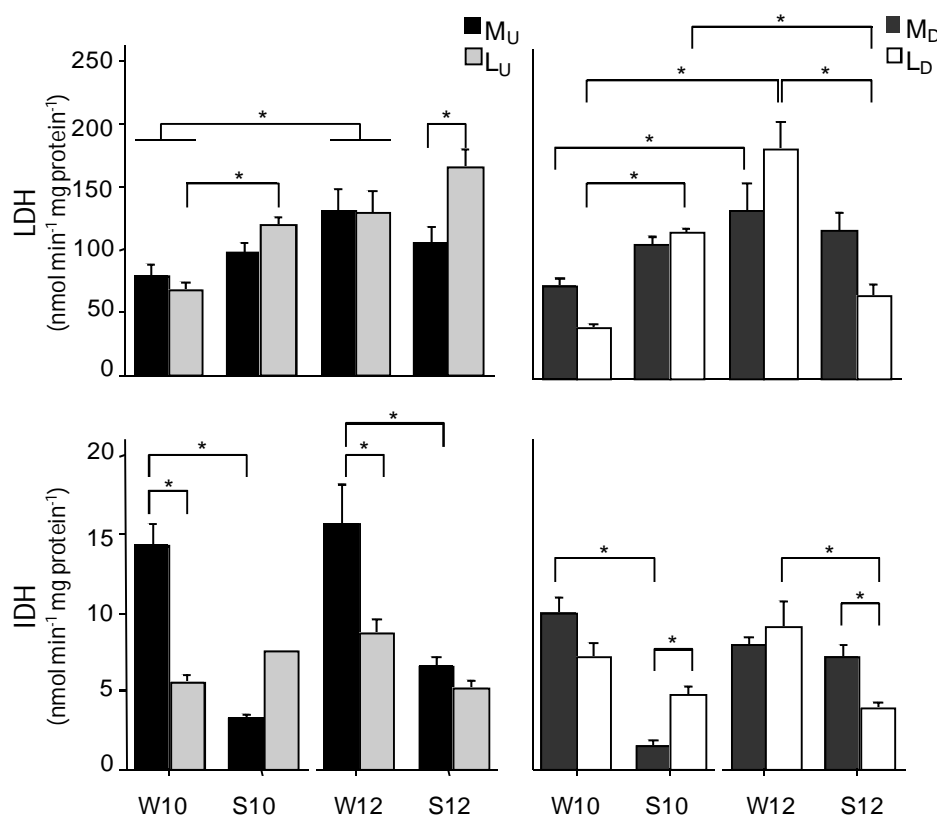 M_U
L_U
M_D
L_D
250
200
150
100
50
0
LDH
(nmol min⁻¹ mg protein⁻¹)
*
*
*
*
*
*
*
*
20
15
10
5
0
IDH
(nmol min⁻¹ mg protein⁻¹)
*
*
*
*
*
*
*
*
W10 S10 W12 S12
W10 S10 W12 S12